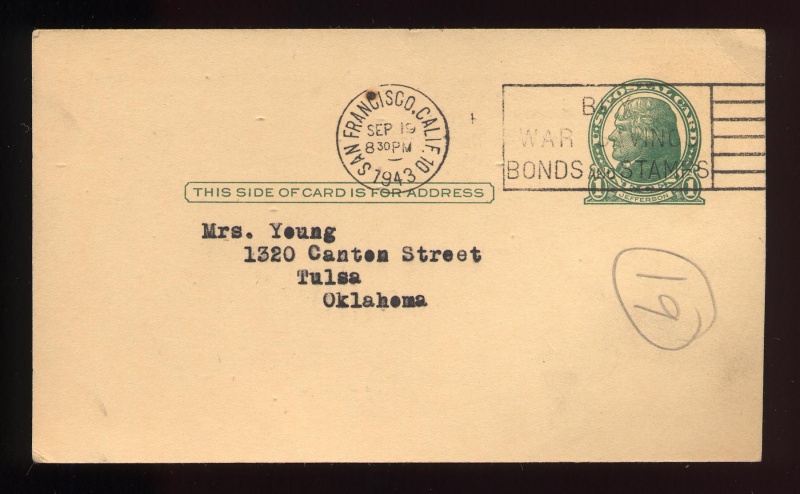 SAN FRANCISCO, CALIF. 10
SEP 19
8 30 PM
1943
WAR
BONDS STAMPS
U.S. POSTAL CARD
1 JEFFERSON 1
THIS SIDE OF CARD IS FOR ADDRESS
Mrs. Young
1320 Canton Street
Tulsa
Oklahoma
19